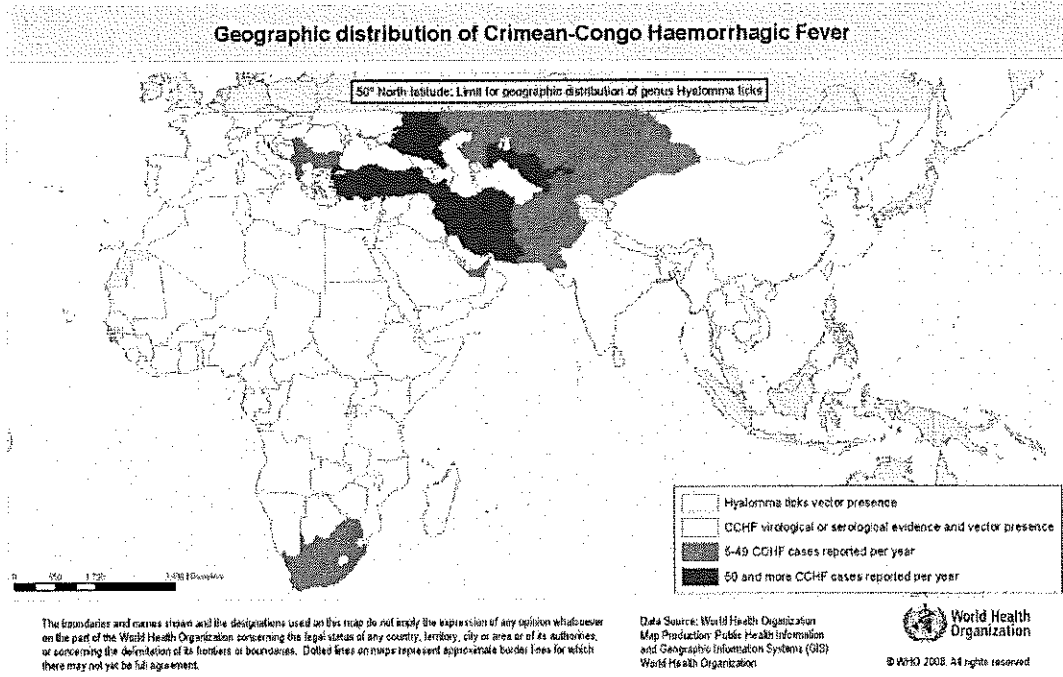 Geographic distribution of Crimean-Congo Haemorrhagic Fever
50° North latitude: Limit for geographic distribution of genus Hyalomma ticks
Hyalomma ticks vector presence
CCHF virological or serological evidence and vector presence
5-49 CCHF cases reported per year
50 and more CCHF cases reported per year
0
The boundaries and names shown and the designations used on this map do not imply the expression of any opinion whatsoever
on the part of the World Health Organization concerning the legal status of any country, territory, city or area or of its authorities,
or concerning the delimitation of its frontiers or boundaries. Dotted lines on maps represent approximate border lines for which
there may not yet be full agreement.
Data Source: World Health Organization
Map Production: Public Health Information
and Geographic Information Systems (GIS)
World Health Organization
World Health
Organization
© WHO 2008. All rights reserved